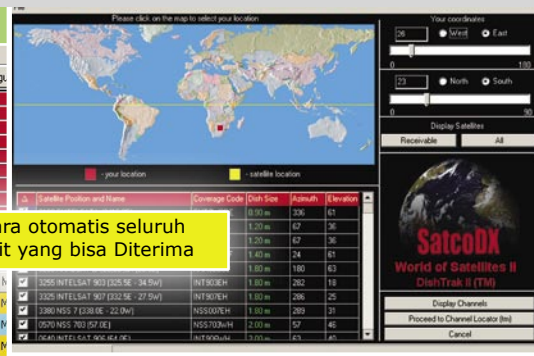 Please click on the map to select your location
Your coordinates
26 West East
0 180
23 North South
0 90
Display Satellites
Receivable All
- your location - satellite location
Satellite Position and Name Coverage Code Dish Size Azimuth Elevation
0.90 m 336 61
1.20 m 67 36
1.20 m 67 36
1.40 m 24 61
1.80 m 180 63
ara otomatis seluruh
it yang bisa Diterima
3255 INTELSAT 903 (325.5E - 34.5W) INT903EH 1.80 m 282 18
3325 INTELSAT 907 (332.5E - 27.5W) INT907EH 1.80 m 286 25
3380 NSS 7 (338.0E - 22.0W) NSS007EH 1.80 m 289 31
0570 NSS 703 (57.0E) NSS703WH 2.00 m 57 46
SatcoDX
World of Satellites II
DishTrak II (TM)
Display Channels
Proceed to Channel Locator (tm)
Cancel